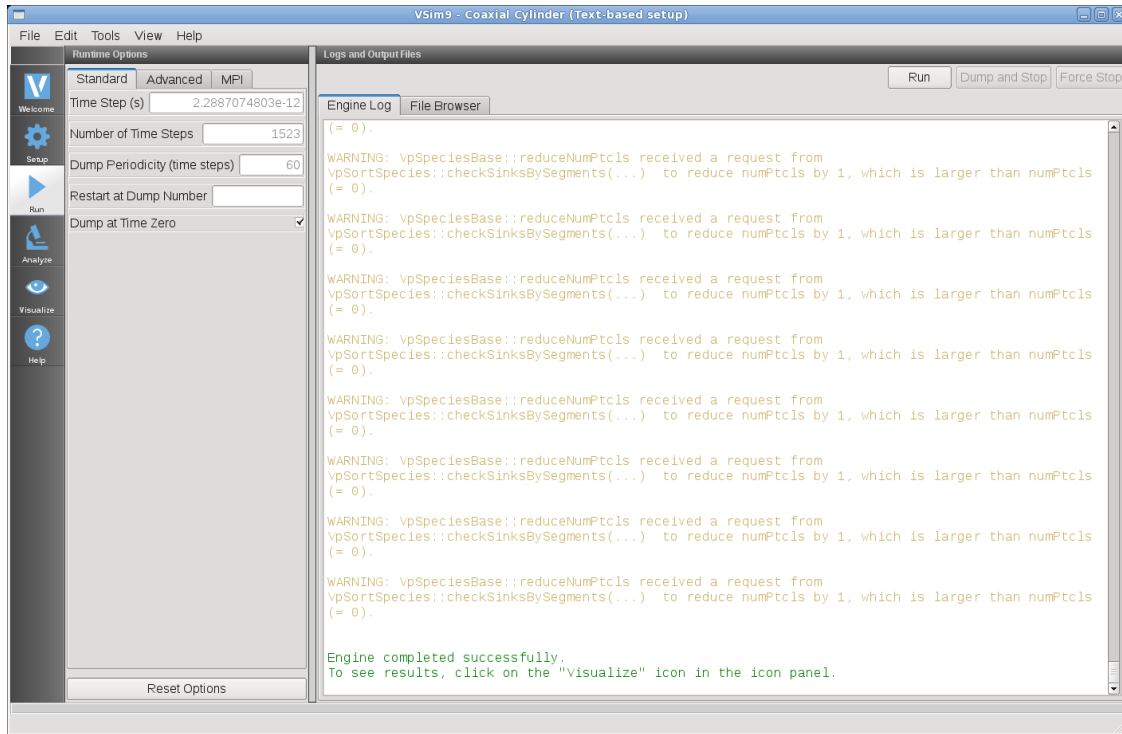 VSim9 - Coaxial Cylinder (Text-based setup)
File Edit Tools View Help
Runtime Options
Logs and Output Files
Welcome
Setup
Run
Analyze
Visualize
Help
Standard Advanced MPI
Time Step (s) 2.2887074803e-12
Number of Time Steps 1523
Dump Periodicity (time steps) 60
Restart at Dump Number
Dump at Time Zero
Reset Options
Run Dump and Stop Force Stop
Engine Log File Browser
(= 0).
WARNING: VpSpeciesBase::reduceNumPtcls received a request from
VpSortSpecies::checkSinksBySegments(...) to reduce numPtcls by 1, which is larger than numPtcls
(= 0).
WARNING: VpSpeciesBase::reduceNumPtcls received a request from
VpSortSpecies::checkSinksBySegments(...) to reduce numPtcls by 1, which is larger than numPtcls
(= 0).
WARNING: VpSpeciesBase::reduceNumPtcls received a request from
VpSortSpecies::checkSinksBySegments(...) to reduce numPtcls by 1, which is larger than numPtcls
(= 0).
WARNING: VpSpeciesBase::reduceNumPtcls received a request from
VpSortSpecies::checkSinksBySegments(...) to reduce numPtcls by 1, which is larger than numPtcls
(= 0).
WARNING: VpSpeciesBase::reduceNumPtcls received a request from
VpSortSpecies::checkSinksBySegments(...) to reduce numPtcls by 1, which is larger than numPtcls
(= 0).
WARNING: VpSpeciesBase::reduceNumPtcls received a request from
VpSortSpecies::checkSinksBySegments(...) to reduce numPtcls by 1, which is larger than numPtcls
(= 0).
WARNING: VpSpeciesBase::reduceNumPtcls received a request from
VpSortSpecies::checkSinksBySegments(...) to reduce numPtcls by 1, which is larger than numPtcls
(= 0).
WARNING: VpSpeciesBase::reduceNumPtcls received a request from
VpSortSpecies::checkSinksBySegments(...) to reduce numPtcls by 1, which is larger than numPtcls
(= 0).
Engine completed successfully.
To see results, click on the "Visualize" icon in the icon panel.